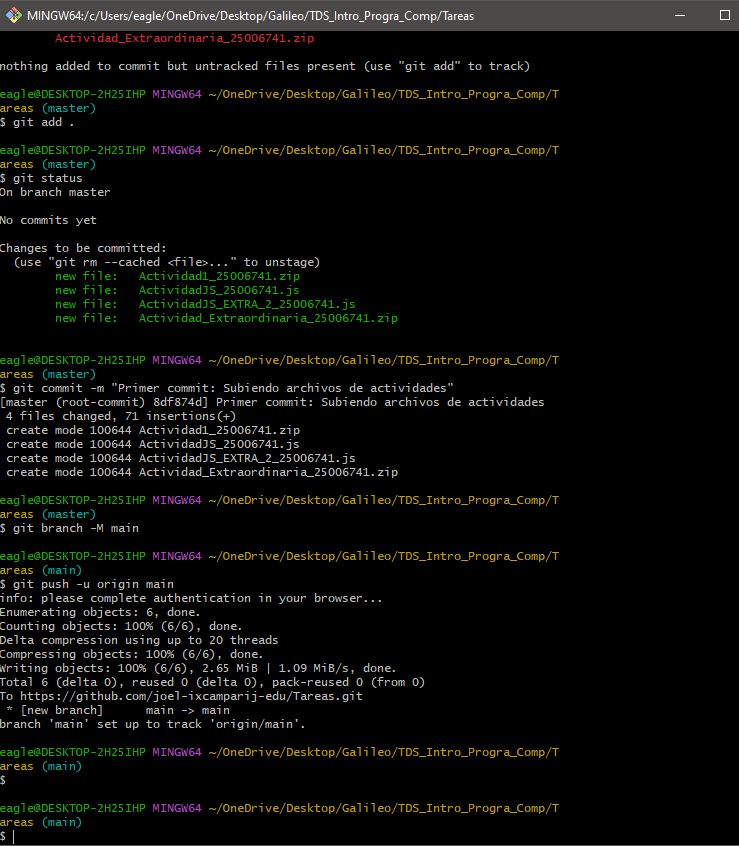 MINGW64:/c/Users/eagle/OneDrive/Desktop/Galileo/TDS_Intro_Progra_Comp/Tareas
Actividad_Extraordinaria_25006741.zip
nothing added to commit but untracked files present (use "git add" to track)
eagle@DESKTOP-2H25IHP MINGW64 ~/OneDrive/Desktop/Galileo/TDS_Intro_Progra_Comp/T
areas (master)
$ git add .
eagle@DESKTOP-2H25IHP MINGW64 ~/OneDrive/Desktop/Galileo/TDS_Intro_Progra_Comp/T
areas (master)
$ git status
On branch master
No commits yet
Changes to be committed:
  (use "git rm --cached <file>..." to unstage)
        new file:   Actividad1_25006741.zip
        new file:   ActividadJS_25006741.js
        new file:   ActividadJS_EXTRA_2_25006741.js
        new file:   Actividad_Extraordinaria_25006741.zip
eagle@DESKTOP-2H25IHP MINGW64 ~/OneDrive/Desktop/Galileo/TDS_Intro_Progra_Comp/T
areas (master)
$ git commit -m "Primer commit: Subiendo archivos de actividades"
[master (root-commit) 8df874d] Primer commit: Subiendo archivos de actividades
 4 files changed, 71 insertions(+)
 create mode 100644 Actividad1_25006741.zip
 create mode 100644 ActividadJS_25006741.js
 create mode 100644 ActividadJS_EXTRA_2_25006741.js
 create mode 100644 Actividad_Extraordinaria_25006741.zip
eagle@DESKTOP-2H25IHP MINGW64 ~/OneDrive/Desktop/Galileo/TDS_Intro_Progra_Comp/T
areas (master)
$ git branch -M main
eagle@DESKTOP-2H25IHP MINGW64 ~/OneDrive/Desktop/Galileo/TDS_Intro_Progra_Comp/T
areas (main)
$ git push -u origin main
info: please complete authentication in your browser...
Enumerating objects: 6, done.
Counting objects: 100% (6/6), done.
Delta compression using up to 20 threads
Compressing objects: 100% (6/6), done.
Writing objects: 100% (6/6), 2.65 MiB | 1.09 MiB/s, done.
Total 6 (delta 0), reused 0 (delta 0), pack-reused 0 (from 0)
To https://github.com/joel-ixcamparij-edu/Tareas.git
 * [new branch]      main -> main
branch 'main' set up to track 'origin/main'.
eagle@DESKTOP-2H25IHP MINGW64 ~/OneDrive/Desktop/Galileo/TDS_Intro_Progra_Comp/T
areas (main)
$
eagle@DESKTOP-2H25IHP MINGW64 ~/OneDrive/Desktop/Galileo/TDS_Intro_Progra_Comp/T
areas (main)
$